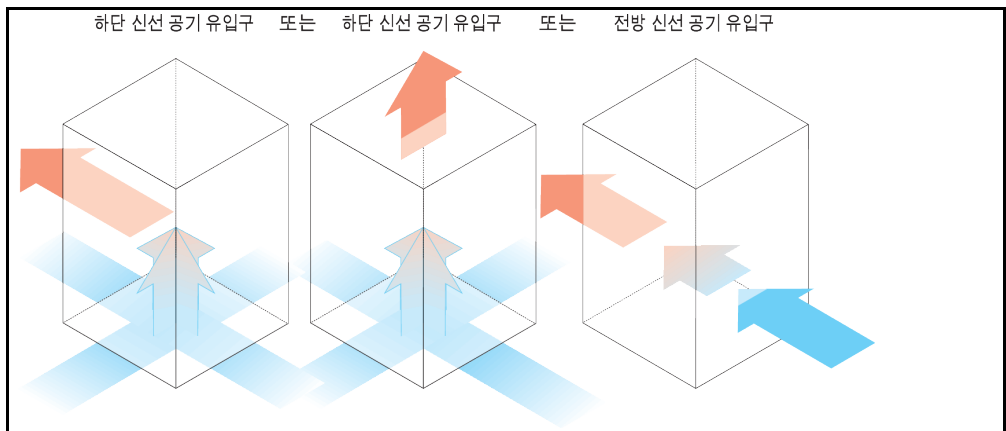 하단 신선 공기 유입구 또는 하단 신선 공기 유입구 또는 전방 신선 공기 유입구